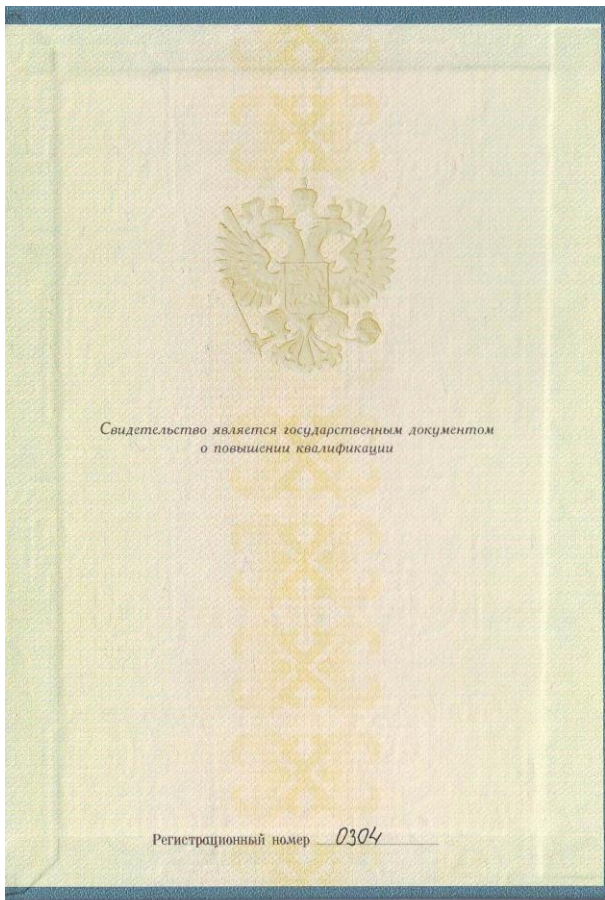 Свидетельство является государственным документом
о повышении квалификации
Регистрационный номер 0304